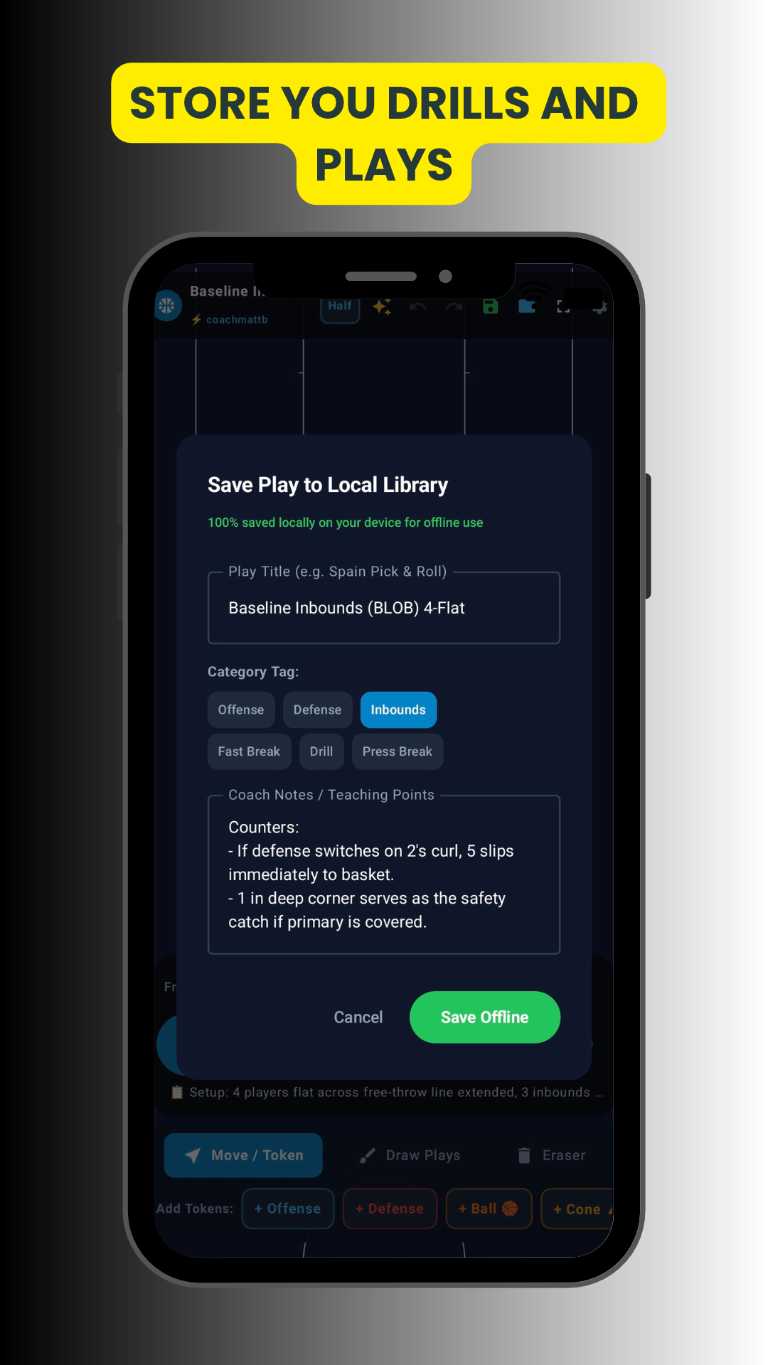 STORE YOU DRILLS AND
PLAYS
Baseline
coachmattb
Half
Save Play to Local Library
100% saved locally on your device for offline use
Play Title (e.g. Spain Pick & Roll)
Baseline Inbounds (BLOB) 4-Flat
Category Tag:
Offense Defense Inbounds
Fast Break Drill Press Break
Coach Notes / Teaching Points
Counters:
- If defense switches on 2's curl, 5 slips
immediately to basket.
- 1 in deep corner serves as the safety
catch if primary is covered.
Cancel Save Offline
Setup: 4 players flat across free-throw line extended, 3 inbounds ...
Move / Token Draw Plays Eraser
Add Tokens: + Offense + Defense + Ball + Cone